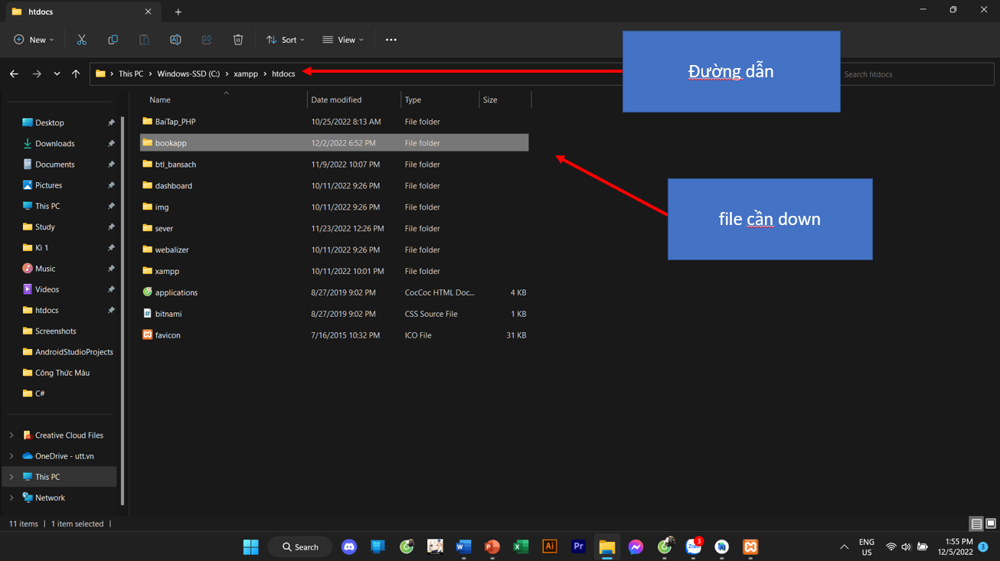 htdocs
New
Sort
View
This PC > Windows-SSD (C:) > xampp > htdocs
Search htdocs
Đường dẫn
file cần down
Name Date modified Type Size
BaiTap_PHP 10/25/2022 8:13 AM File folder
bookapp 12/2/2022 6:52 PM File folder
btl_bansach 11/9/2022 10:07 PM File folder
dashboard 10/11/2022 9:26 PM File folder
img 10/11/2022 9:26 PM File folder
sever 11/23/2022 12:26 PM File folder
webalizer 10/11/2022 9:26 PM File folder
xampp 10/11/2022 10:01 PM File folder
applications 8/27/2019 9:02 PM CocCoc HTML Doc... 4 KB
bitnami 8/27/2019 9:02 PM CSS Source File 1 KB
favicon 7/16/2015 10:32 PM ICO File 31 KB
Desktop
Downloads
Documents
Pictures
This PC
Study
Kì 1
Music
Videos
htdocs
Screenshots
AndroidStudioProjects
Công Thức Màu
C#
Creative Cloud Files
OneDrive - utt.vn
This PC
Network
11 items | 1 item selected |
Search
Ai
Pr
Zalo
3
ENG
US
1:55 PM
12/5/2022
3